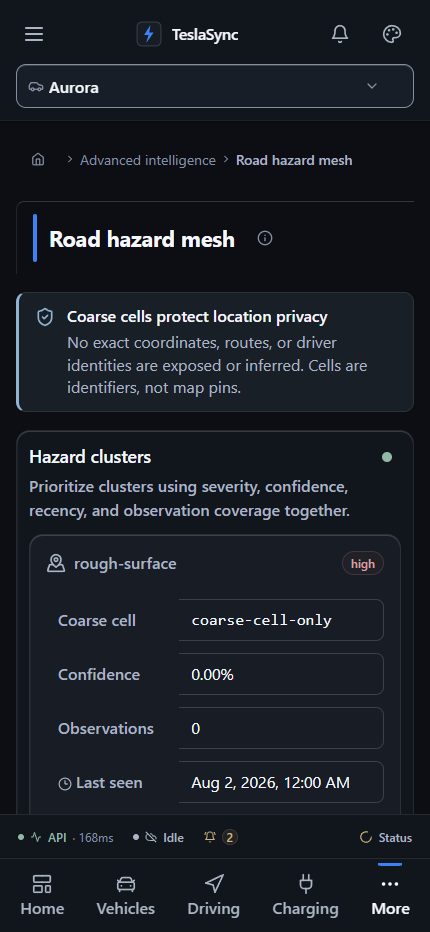 TeslaSync
Aurora
Advanced intelligence
Road hazard mesh
Road hazard mesh
Coarse cells protect location privacy
No exact coordinates, routes, or driver
identities are exposed or inferred. Cells are
identifiers, not map pins.
Hazard clusters
Prioritize clusters using severity, confidence,
recency, and observation coverage together.
rough-surface
high
Coarse cell
coarse-cell-only
Confidence
0.00%
Observations
0
Last seen
Aug 2, 2026, 12:00 AM
API · 168ms
Idle
2
Status
Home
Vehicles
Driving
Charging
More